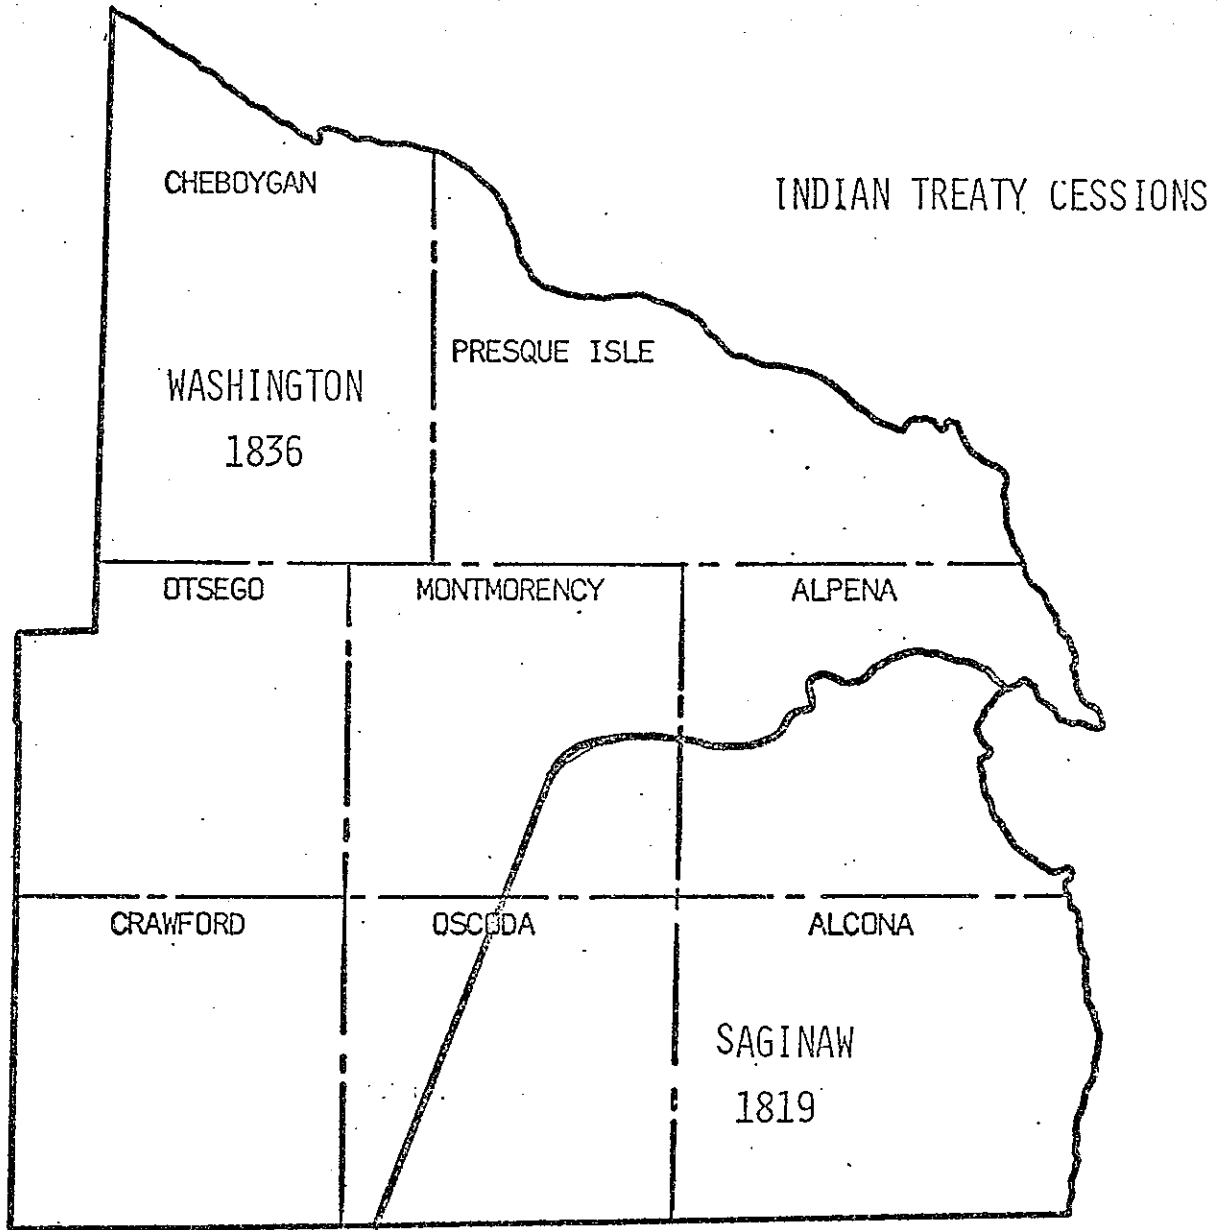 CHEBOYGAN
INDIAN TREATY CESSIONS
PRESQUE ISLE
WASHINGTON
1836
OTSEGO
MONTMORENCY
ALPENA
CRAWFORD
OSCODA
ALCONA
SAGINAW
1819